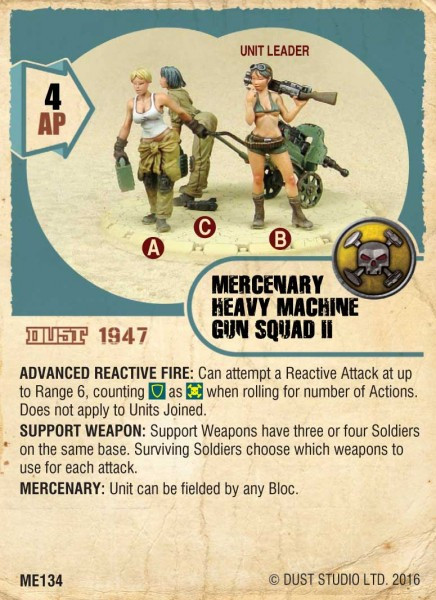 UNIT LEADER
4
AP
A
C
B
MERCENARY
HEAVY MACHINE
GUN SQUAD II
DUST 1947
ADVANCED REACTIVE FIRE: Can attempt a Reactive Attack at up
to Range 6, counting as when rolling for number of Actions.
Does not apply to Units Joined.
SUPPORT WEAPON: Support Weapons have three or four Soldiers
on the same base. Surviving Soldiers choose which weapons to
use for each attack.
MERCENARY: Unit can be fielded by any Bloc.
ME134
© DUST STUDIO LTD. 2016